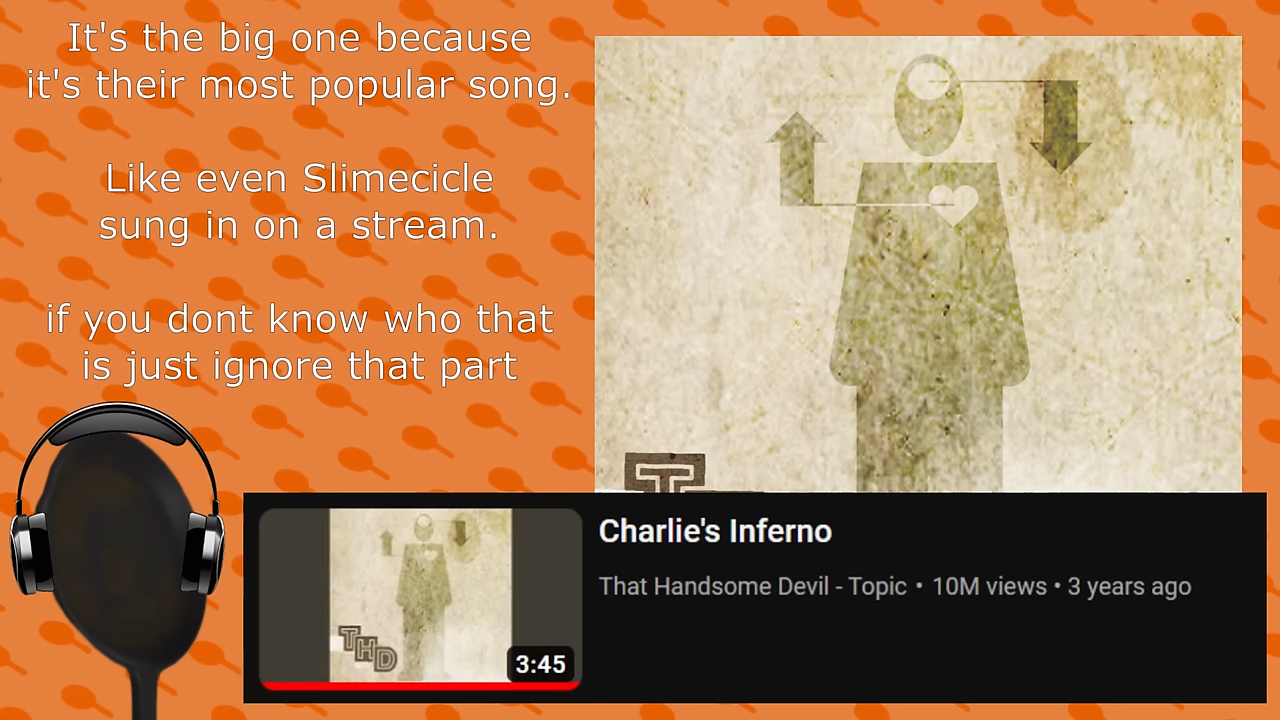 It's the big one because
it's their most popular song.
Like even Slimecicle
sung in on a stream.
if you dont know who that
is just ignore that part
T
Charlie's Inferno
That Handsome Devil - Topic • 10M views • 3 years ago
THD
3:45